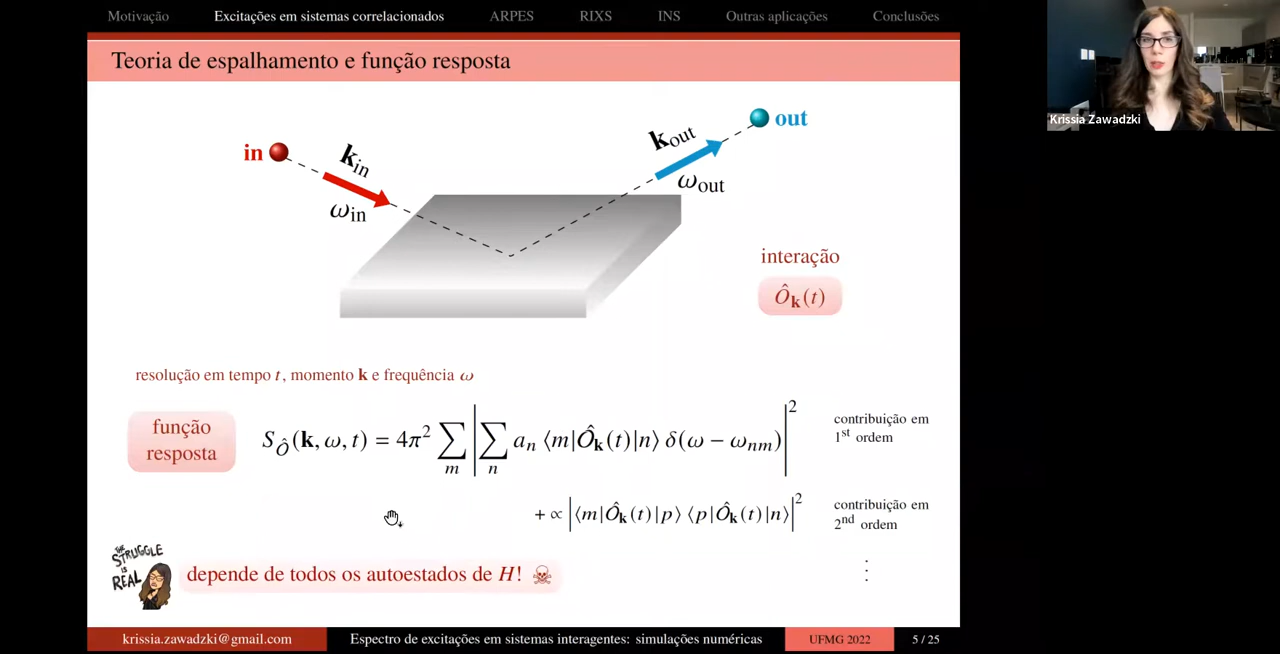 Motivação Excitações em sistemas correlacionados ARPES RIXS INS Outras aplicações Conclusões
Teoria de espalhamento e função resposta
in
k_in
ω_in
k_out
ω_out
out
interação
Ô_k(t)
resolução em tempo t, momento k e frequência ω
função
resposta
S_Ô(k, ω, t) = 4π² ∑_m |∑_n a_n ⟨m|Ô_k(t)|n⟩ δ(ω − ω_nm)|²
contribuição em
1st ordem
+ ∝ |⟨m|Ô_k(t)|p⟩ ⟨p|Ô_k(t)|n⟩|²
contribuição em
2nd ordem
⋮
THE
STRUGGLE
IS
REAL
depende de todos os autoestados de H! ☠
krissia.zawadzki@gmail.com Espectro de excitações em sistemas interagentes: simulações numéricas UFMG 2022 5 / 25
Krissia Zawadzki